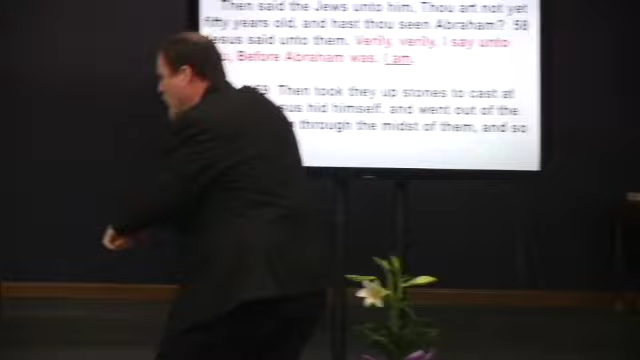 Then said the Jews unto him, Thou art not yet
fifty years old, and hast thou seen Abraham? 58
Jesus said unto them, Verily, verily, I say unto
Before Abraham was, I am.
Then took they up stones to cast at
hid himself, and went out of the
through the midst of them, and so